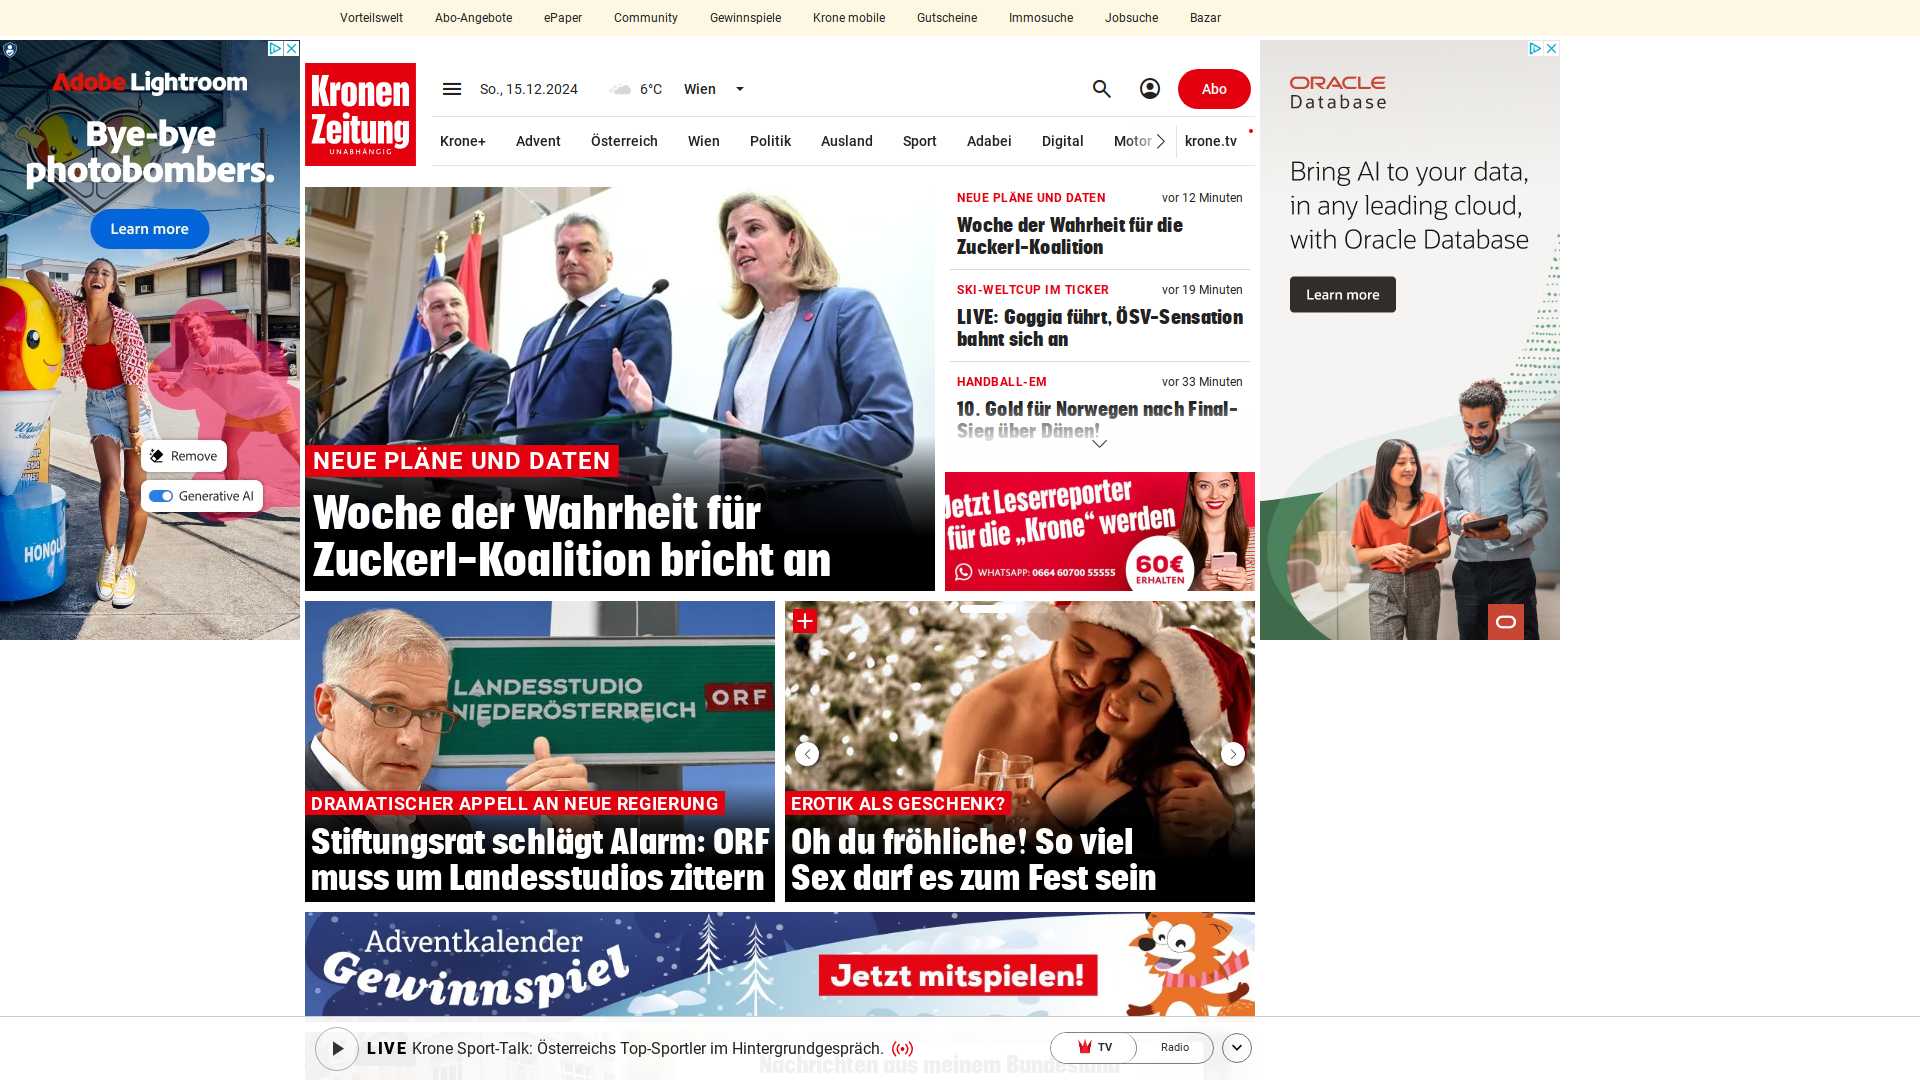 Vorteilswelt
Abo-Angebote
ePaper
Community
Gewinnspiele
Krone mobile
Gutscheine
Immosuche
Jobsuche
Bazar
Adobe Lightroom
Bye-bye
photobombers.
Learn more
Remove
Generative AI
Kronen
Zeitung
UNABHÄNGIG
So., 15.12.2024
6°C
Wien
Abo
Krone+
Advent
Österreich
Wien
Politik
Ausland
Sport
Adabei
Digital
Motor
krone.tv
NEUE PLÄNE UND DATEN
Woche der Wahrheit für
Zuckerl-Koalition bricht an
NEUE PLÄNE UND DATEN
vor 12 Minuten
Woche der Wahrheit für die
Zuckerl-Koalition
SKI-WELTCUP IM TICKER
vor 19 Minuten
LIVE: Goggia führt, ÖSV-Sensation
bahnt sich an
HANDBALL-EM
vor 33 Minuten
10. Gold für Norwegen nach Final-
Sieg über Dänen!
Jetzt Leserreporter
für die „Krone“ werden
WHATSAPP: 0664 60700 55555
60€
ERHALTEN
ORACLE
Database
Bring AI to your data,
in any leading cloud,
with Oracle Database
Learn more
LANDESSTUDIO
NIEDERÖSTERREICH
ORF
DRAMATISCHER APPELL AN NEUE REGIERUNG
Stiftungsrat schlägt Alarm: ORF
muss um Landesstudios zittern
EROTIK ALS GESCHENK?
Oh du fröhliche! So viel
Sex darf es zum Fest sein
Adventkalender
Gewinnspiel
Jetzt mitspielen!
LIVE Krone Sport-Talk: Österreichs Top-Sportler im Hintergrundgespräch.
TV
Radio
Nachrichten aus meinem Bundesland